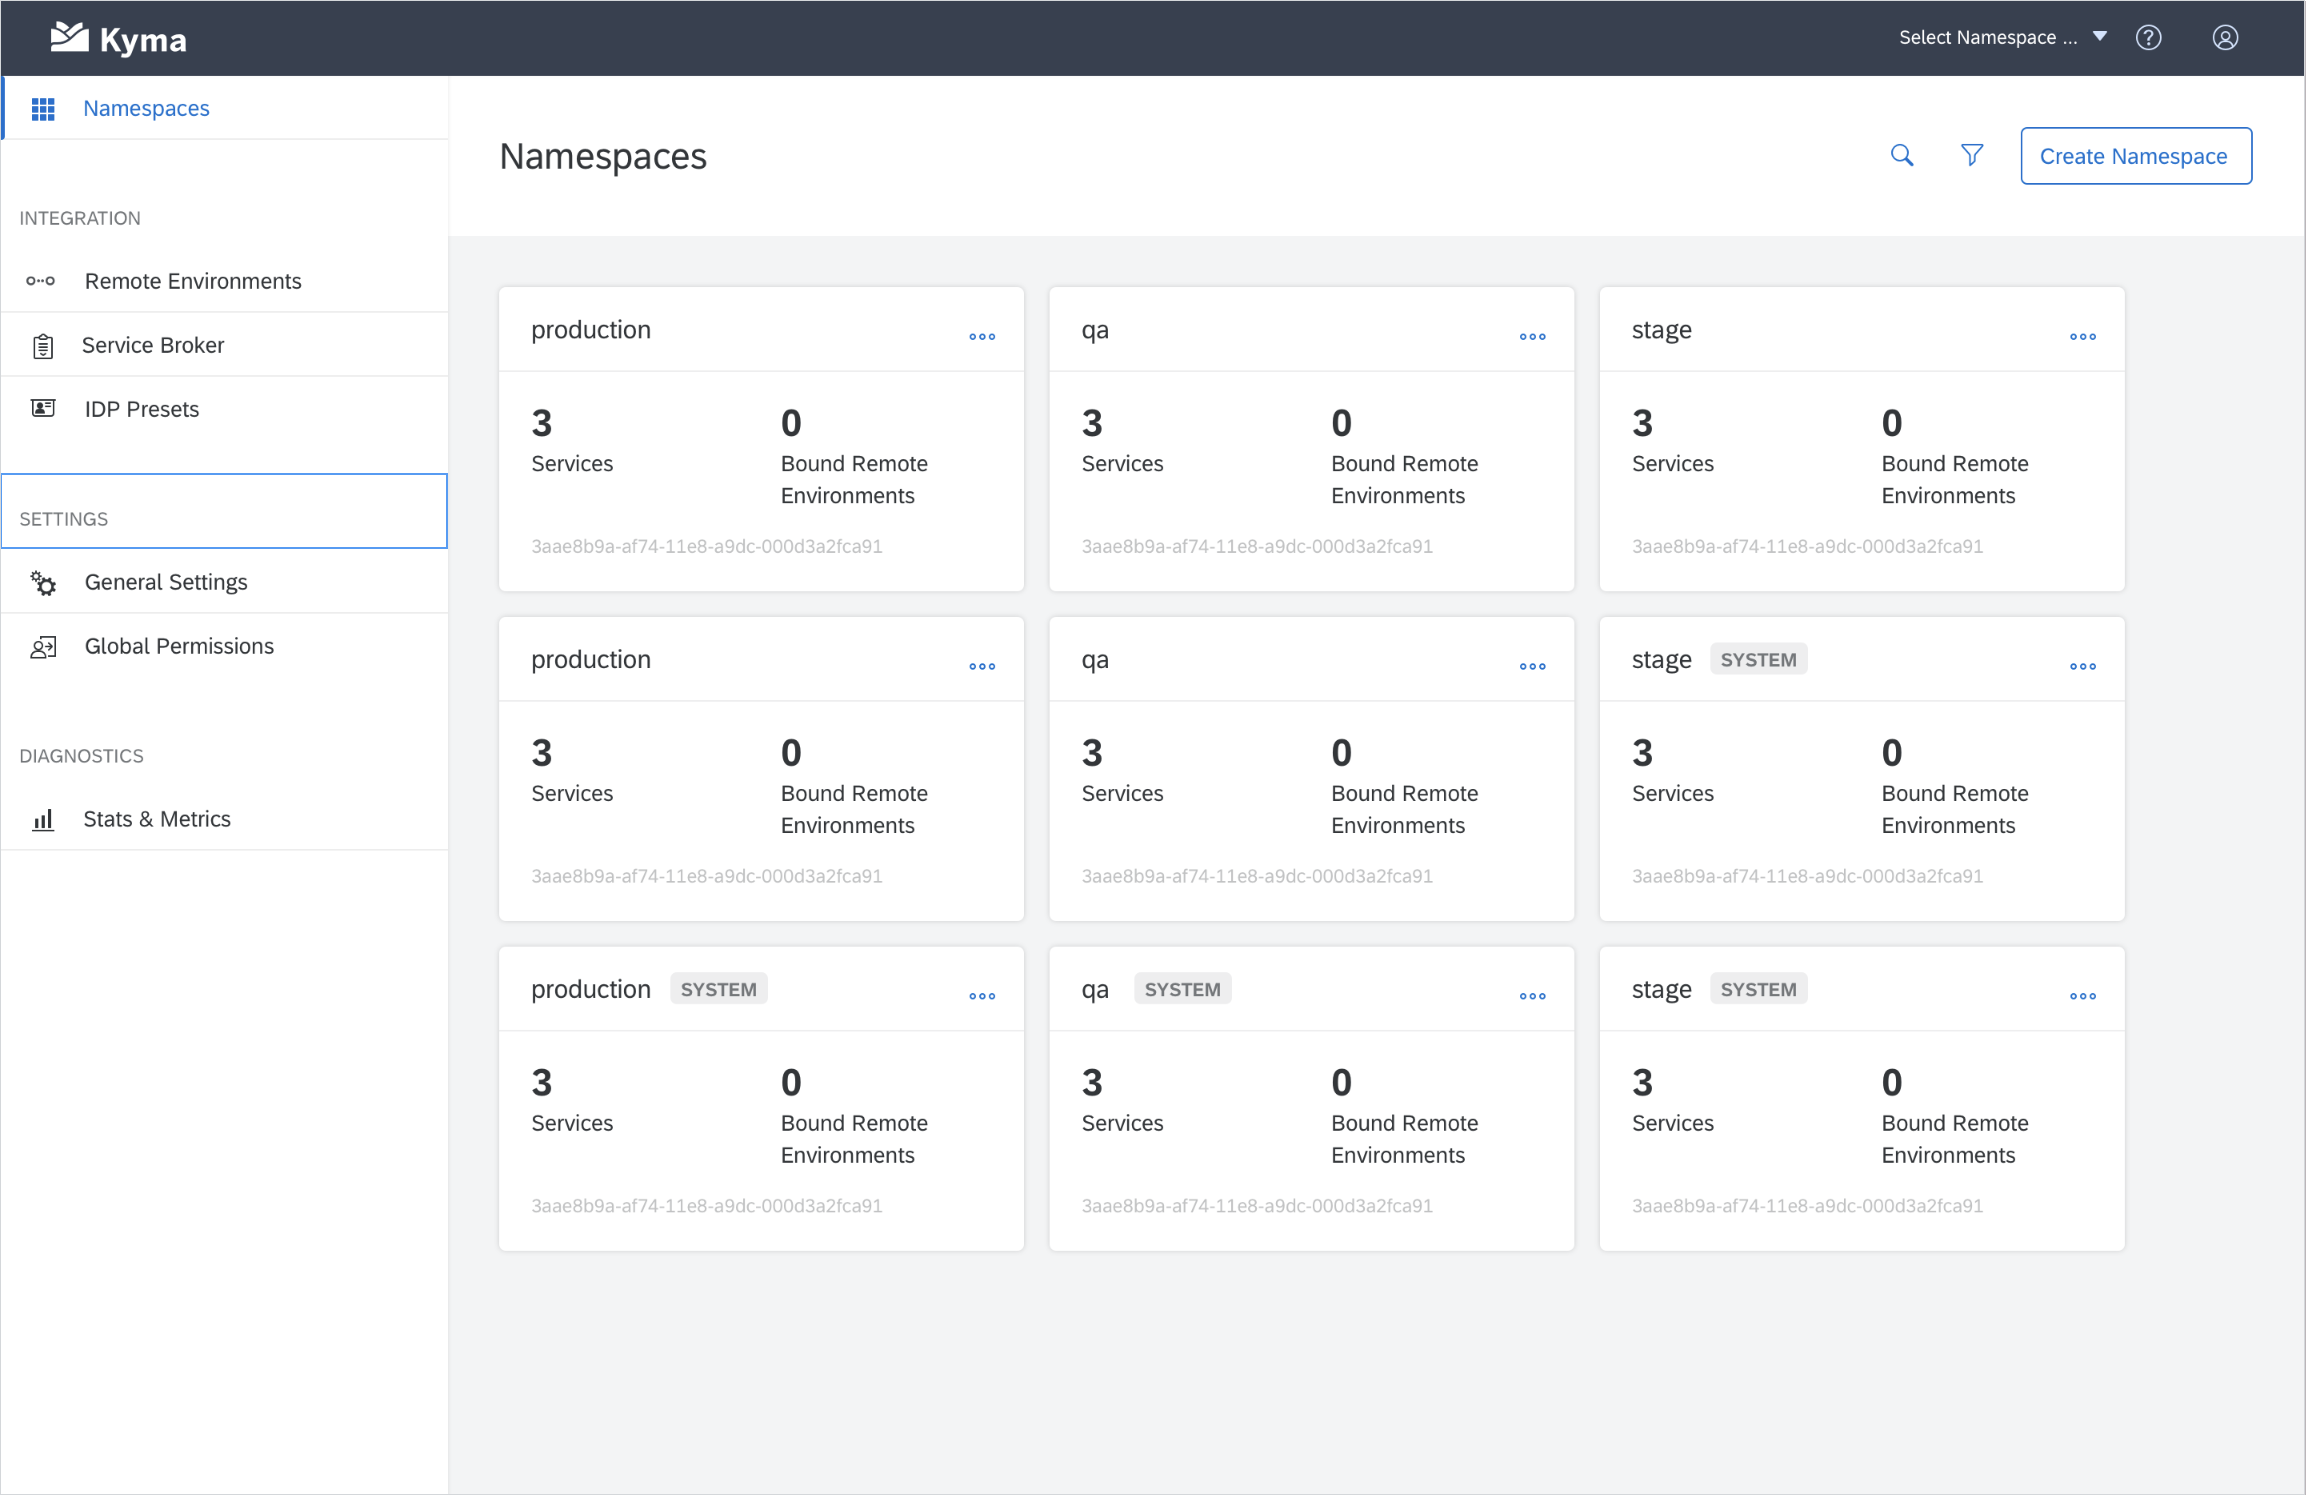 Kyma
Select Namespace ...
Namespaces
INTEGRATION
Remote Environments
Service Broker
IDP Presets
SETTINGS
General Settings
Global Permissions
DIAGNOSTICS
Stats & Metrics
Namespaces
Create Namespace
production
3
Services
0
Bound Remote
Environments
3aae8b9a-af74-11e8-a9dc-000d3a2fca91
qa
3
Services
0
Bound Remote
Environments
3aae8b9a-af74-11e8-a9dc-000d3a2fca91
stage
3
Services
0
Bound Remote
Environments
3aae8b9a-af74-11e8-a9dc-000d3a2fca91
production
3
Services
0
Bound Remote
Environments
3aae8b9a-af74-11e8-a9dc-000d3a2fca91
qa
3
Services
0
Bound Remote
Environments
3aae8b9a-af74-11e8-a9dc-000d3a2fca91
stage SYSTEM
3
Services
0
Bound Remote
Environments
3aae8b9a-af74-11e8-a9dc-000d3a2fca91
production SYSTEM
3
Services
0
Bound Remote
Environments
3aae8b9a-af74-11e8-a9dc-000d3a2fca91
qa SYSTEM
3
Services
0
Bound Remote
Environments
3aae8b9a-af74-11e8-a9dc-000d3a2fca91
stage SYSTEM
3
Services
0
Bound Remote
Environments
3aae8b9a-af74-11e8-a9dc-000d3a2fca91